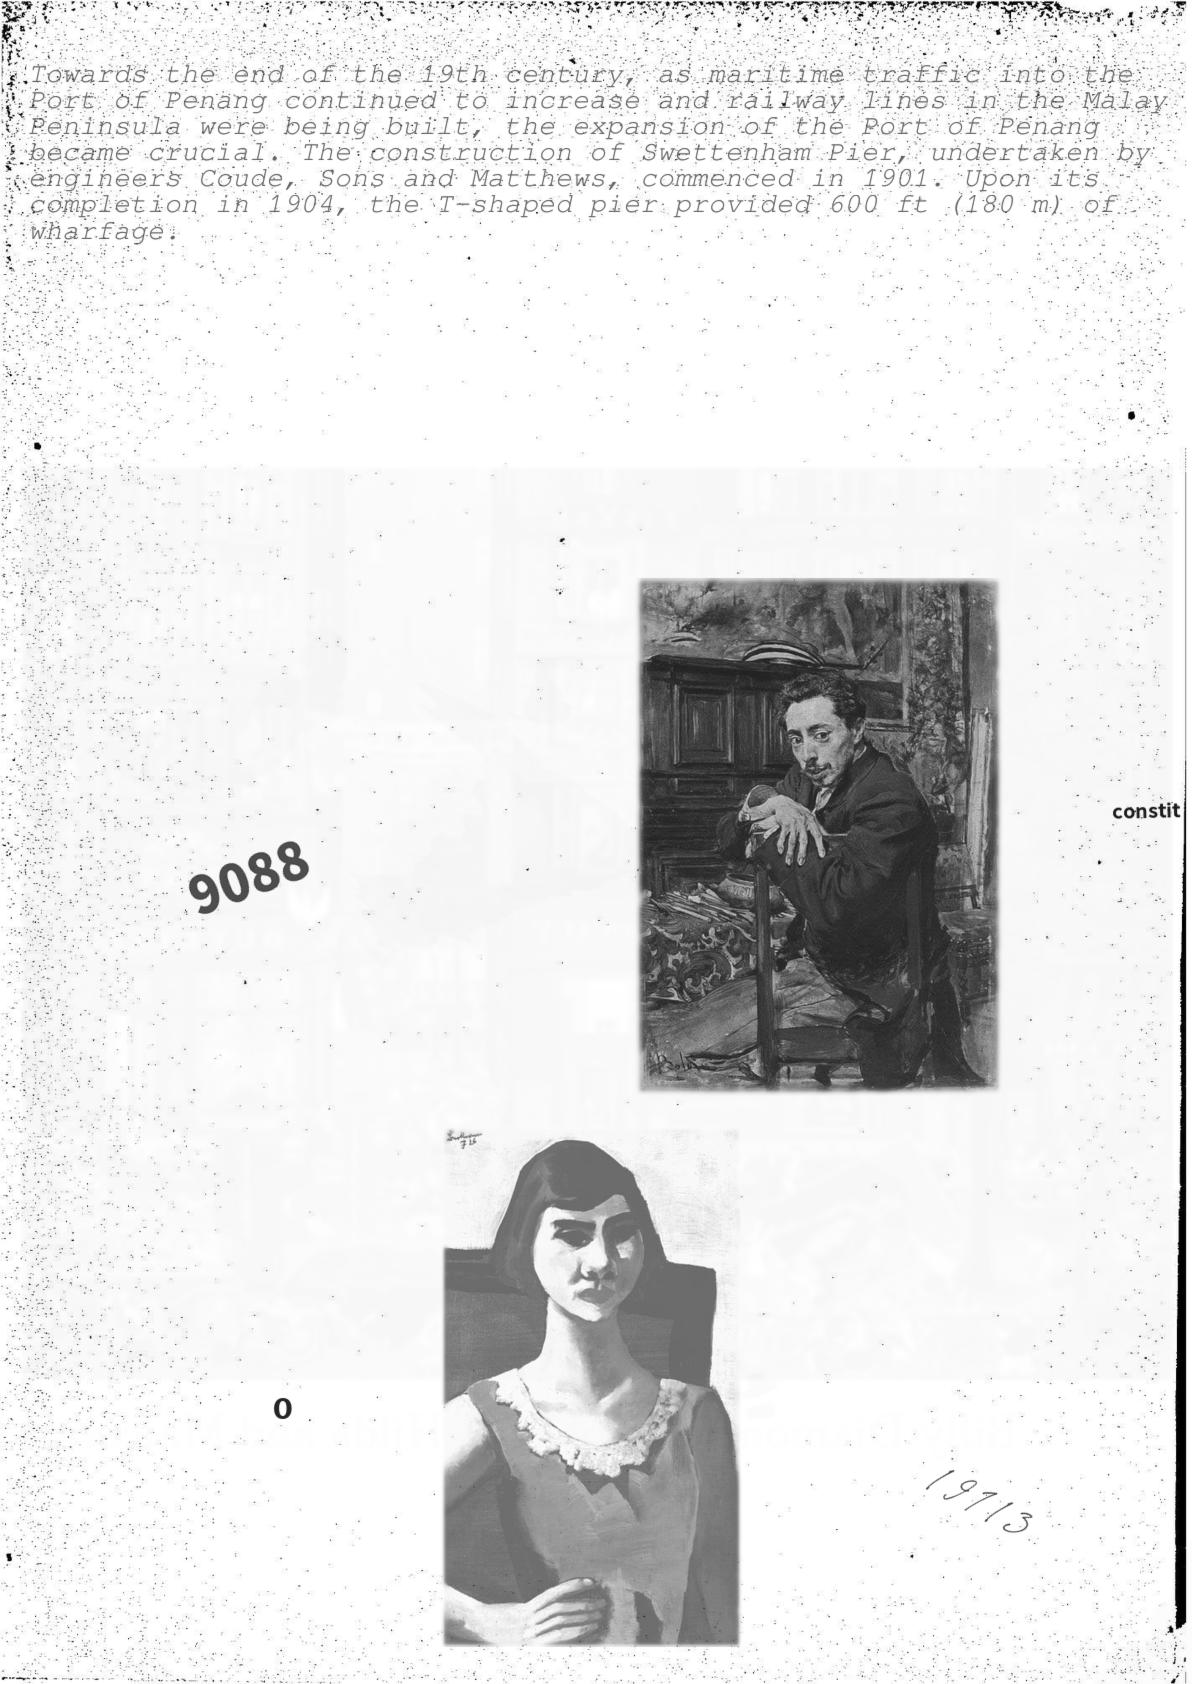 Towards the end of the 19th century, as maritime traffic into the
Port of Penang continued to increase and railway lines in the Malay
Peninsula were being built, the expansion of the Port of Penang
became crucial. The construction of Swettenham Pier, undertaken by
engineers Coude, Sons and Matthews, commenced in 1901. Upon its
completion in 1904, the T-shaped pier provided 600 ft (180 m) of
wharfage.
constit
9088
0
19713